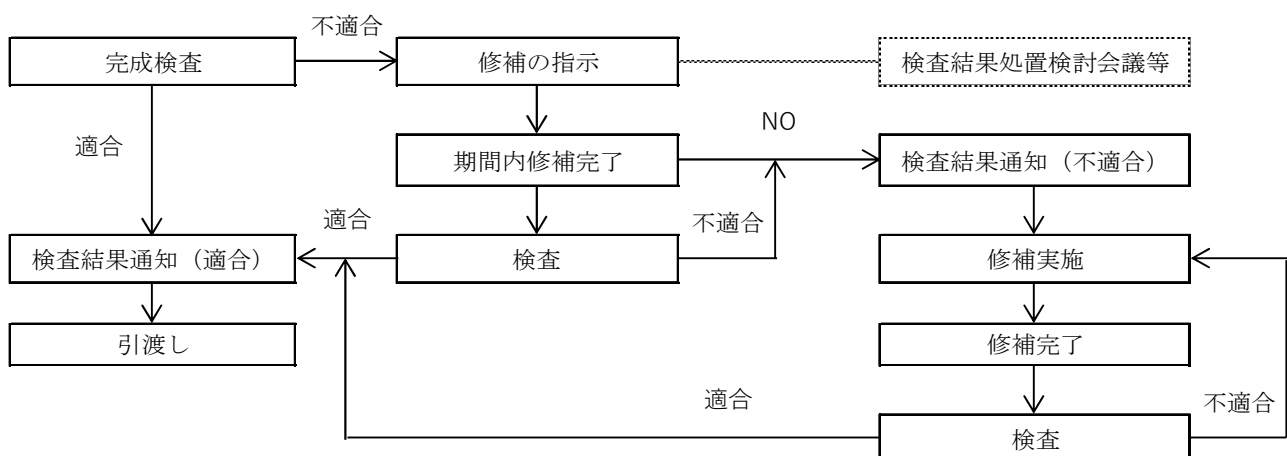 不適合
完成検査
修補の指示
検査結果処置検討会議等
適合
NO
期間内修補完了
検査結果通知（不適合）
適合
不適合
検査結果通知（適合）
検査
修補実施
引渡し
修補完了
適合
不適合
検査